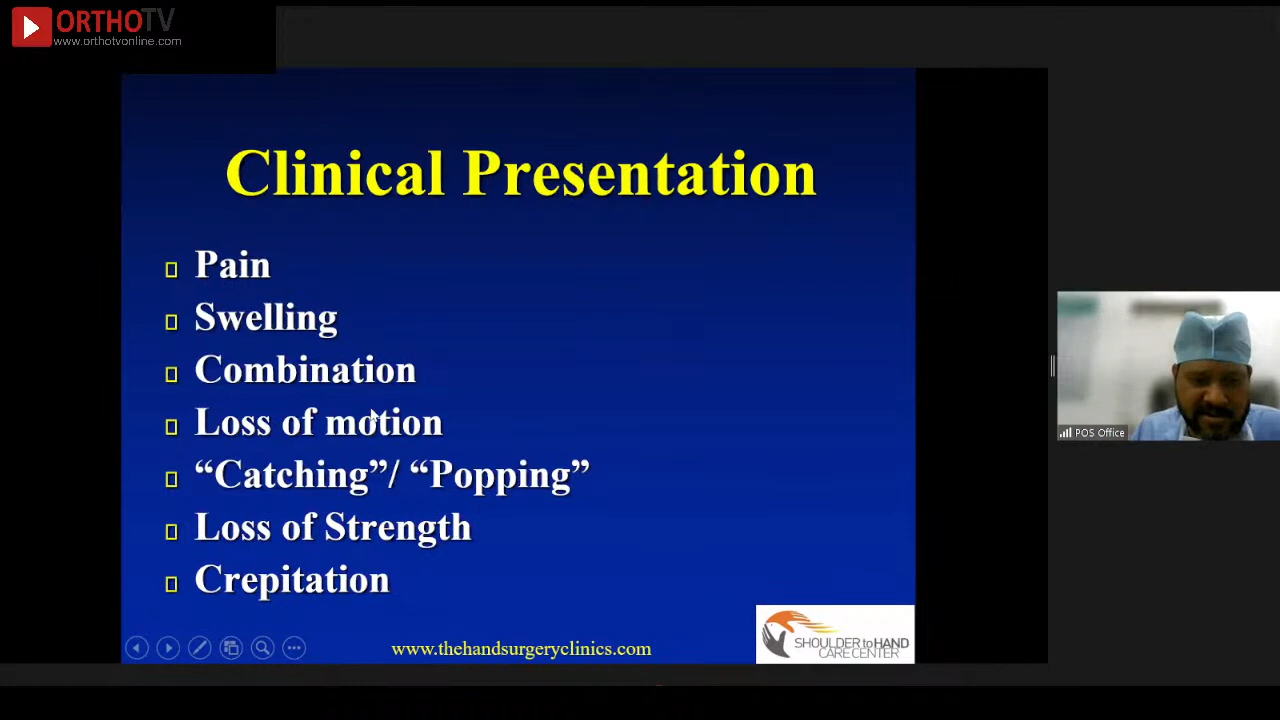 ORTHOTV
www.orthotvonline.com
Clinical Presentation
Pain
Swelling
Combination
Loss of motion
“Catching”/ “Popping”
Loss of Strength
Crepitation
www.thehandsurgeryclinics.com
SHOULDER to HAND
CARE CENTER
POS Office